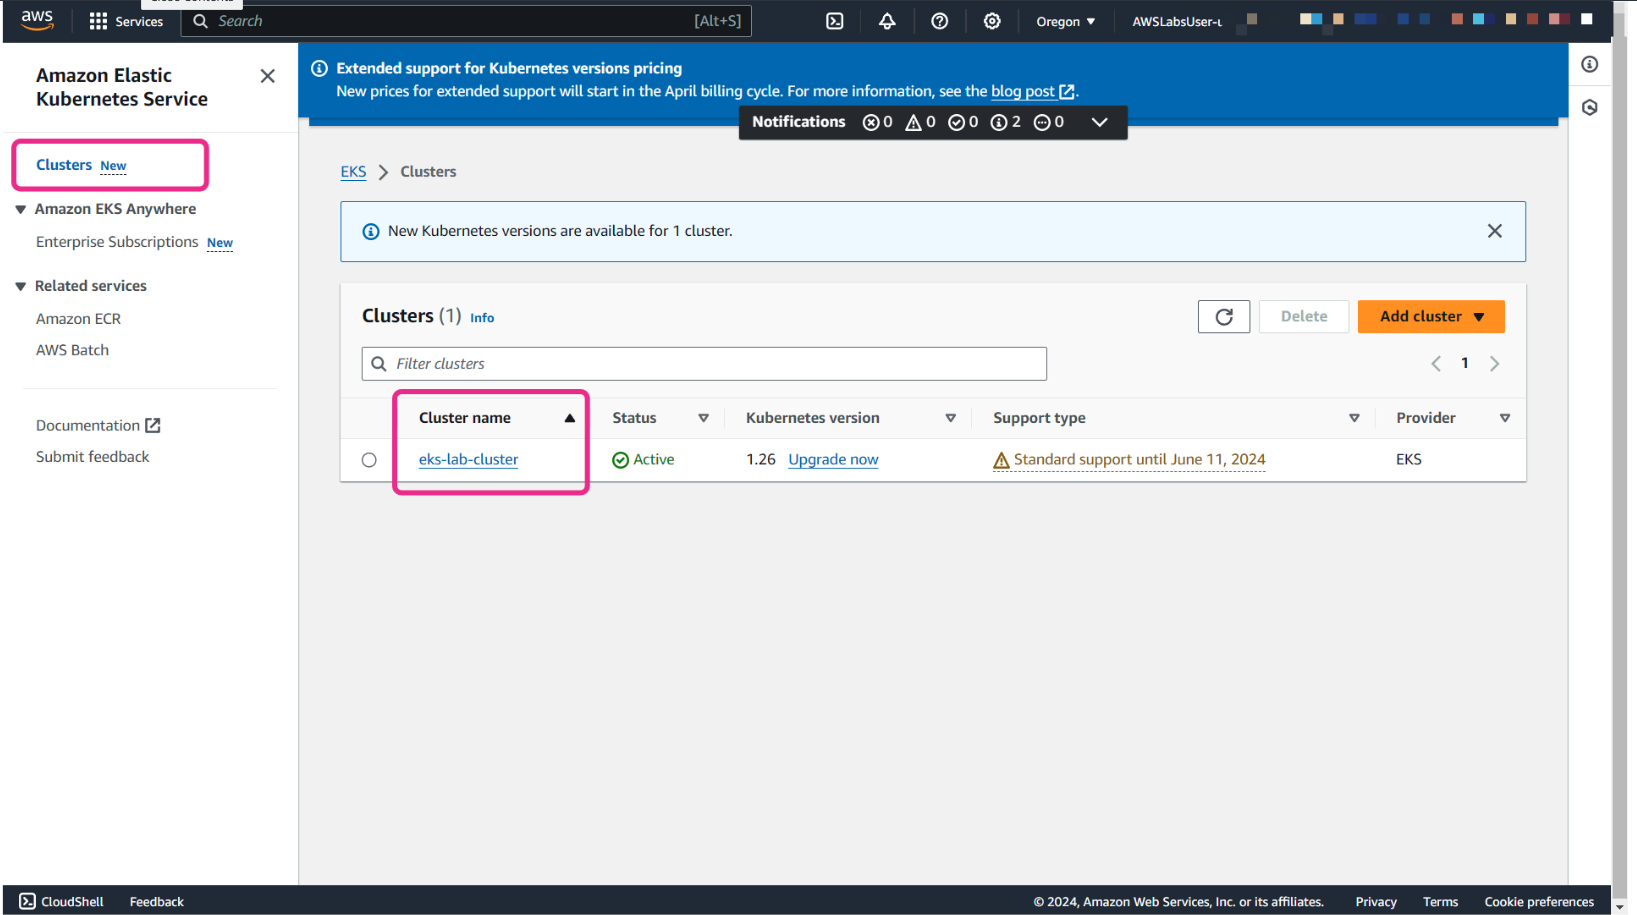 aws
Services
Search
[Alt+S]
Oregon
AWSLabsUser-u
Amazon Elastic
Kubernetes Service
Clusters New
Amazon EKS Anywhere
Enterprise Subscriptions New
Related services
Amazon ECR
AWS Batch
Documentation
Submit feedback
Extended support for Kubernetes versions pricing
New prices for extended support will start in the April billing cycle. For more information, see the blog post.
Notifications 0 0 0 2 0
EKS Clusters
New Kubernetes versions are available for 1 cluster.
Clusters (1) Info
Delete
Add cluster
Filter clusters
1
Cluster name Status Kubernetes version Support type Provider
eks-lab-cluster Active 1.26 Upgrade now Standard support until June 11, 2024 EKS
CloudShell Feedback © 2024, Amazon Web Services, Inc. or its affiliates. Privacy Terms Cookie preferences